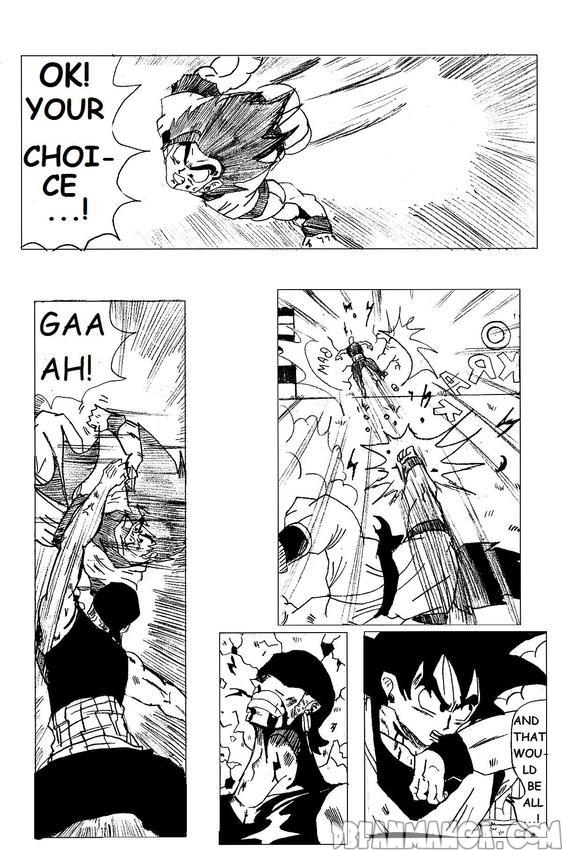 OK!
YOUR
CHOI-
CE
...!
GAA
AH!
AND
THAT
WOU-
LD BE
ALL
..!
DBFANMANGA.COM